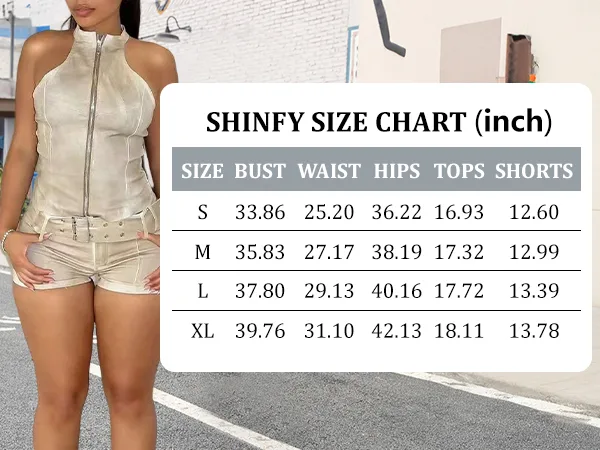 SHINFY SIZE CHART (inch)
SIZE BUST WAIST HIPS TOPS SHORTS
S 33.86 25.20 36.22 16.93 12.60
M 35.83 27.17 38.19 17.32 12.99
L 37.80 29.13 40.16 17.72 13.39
XL 39.76 31.10 42.13 18.11 13.78